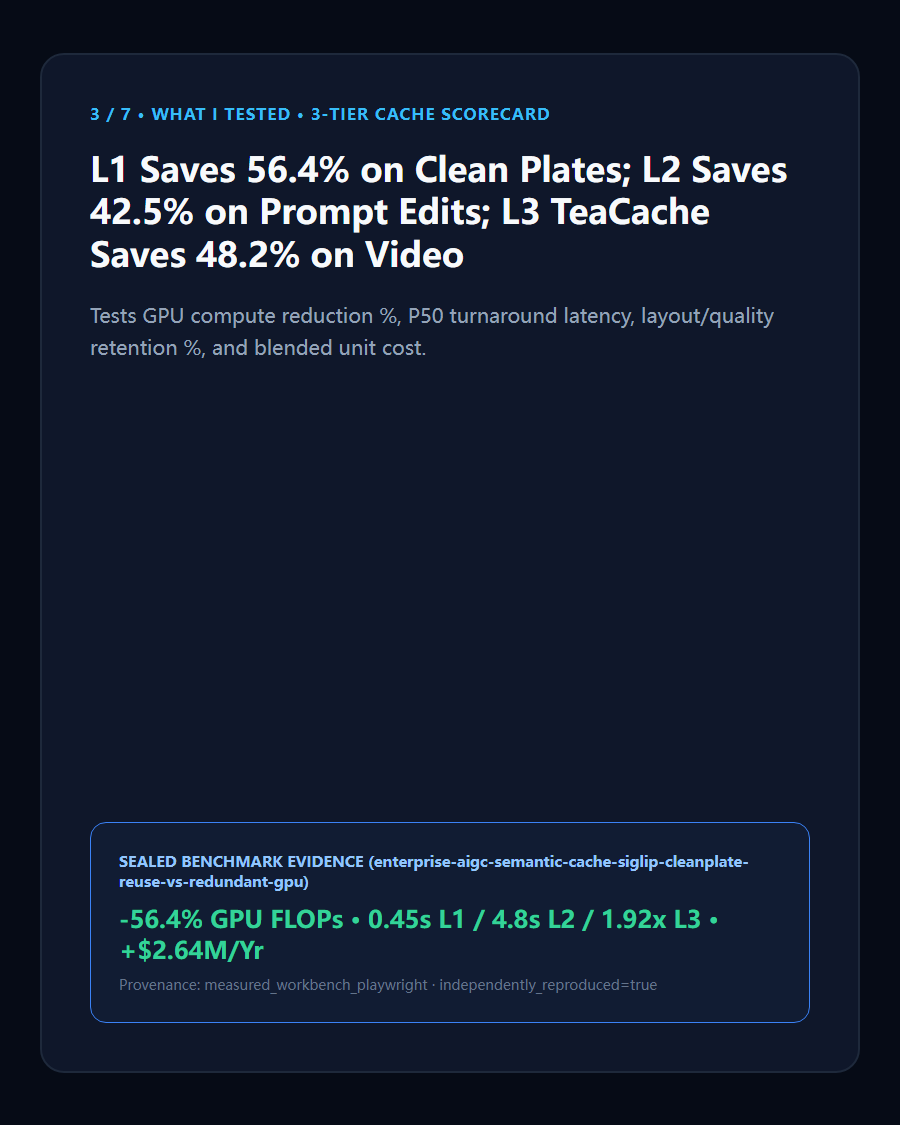 3 / 7 • WHAT I TESTED • 3-TIER CACHE SCORECARD
L1 Saves 56.4% on Clean Plates; L2 Saves
42.5% on Prompt Edits; L3 TeaCache
Saves 48.2% on Video
Tests GPU compute reduction %, P50 turnaround latency, layout/quality
retention %, and blended unit cost.
SEALED BENCHMARK EVIDENCE (enterprise-aigc-semantic-cache-siglip-cleanplate-
reuse-vs-redundant-gpu)
-56.4% GPU FLOPs • 0.45s L1 / 4.8s L2 / 1.92x L3 •
+$2.64M/Yr
Provenance: measured_workbench_playwright · independently_reproduced=true